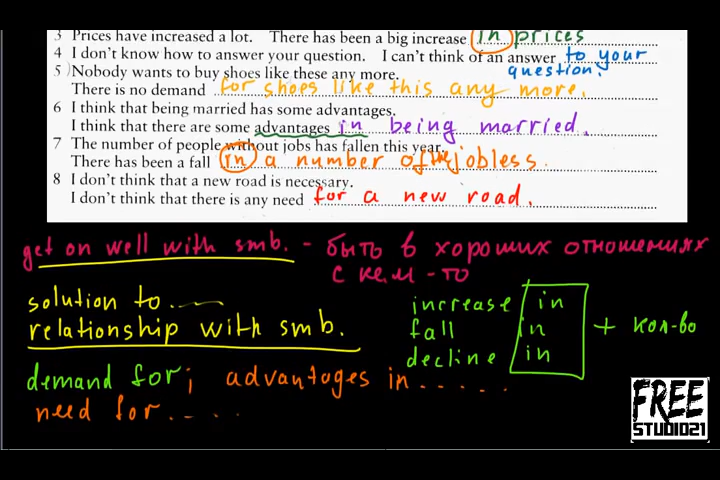 3 Prices have increased a lot. There has been a big increase in prices
4 I don't know how to answer your question. I can't think of an answer to your
question.
5 Nobody wants to buy shoes like these any more.
There is no demand for shoes like this any more.
6 I think that being married has some advantages.
I think that there are some advantages in being married.
7 The number of people without jobs has fallen this year.
There has been a fall in a number of the jobless.
8 I don't think that a new road is necessary.
I don't think that there is any need for a new road.
get on well with smb. - быть в хороших отношениях
с кем-то
solution to.....
relationship with smb.
increase in
fall in
decline in
+ кол-во
demand for; advantages in......
need for.....
FREE
STUDIO21